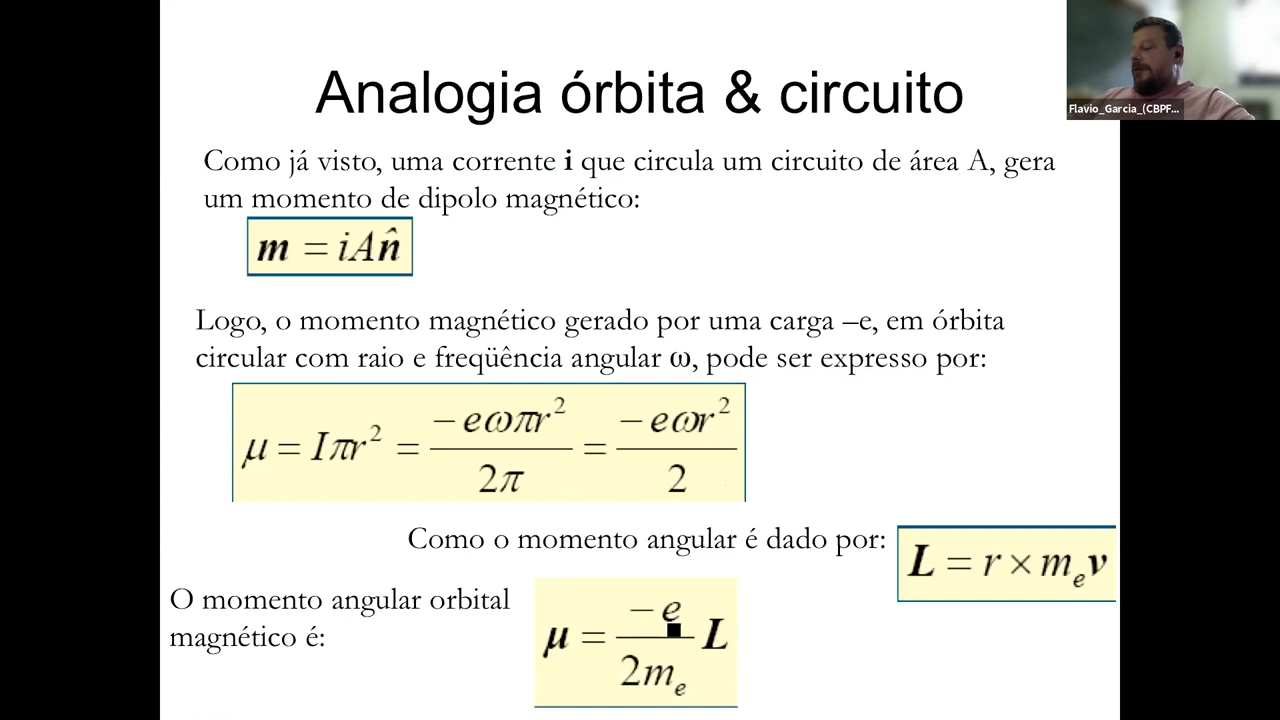 Analogia órbita & circuito
Flavio_Garcia_(CBPF...
Como já visto, uma corrente i que circula um circuito de área A, gera
um momento de dipolo magnético:
m = iAn̂
Logo, o momento magnético gerado por uma carga –e, em órbita
circular com raio e freqüência angular ω, pode ser expresso por:
μ = Iπr² = −eωπr² / 2π = −eωr² / 2
Como o momento angular é dado por:
L = r × mₑv
O momento angular orbital
magnético é:
μ = −e / 2mₑ L